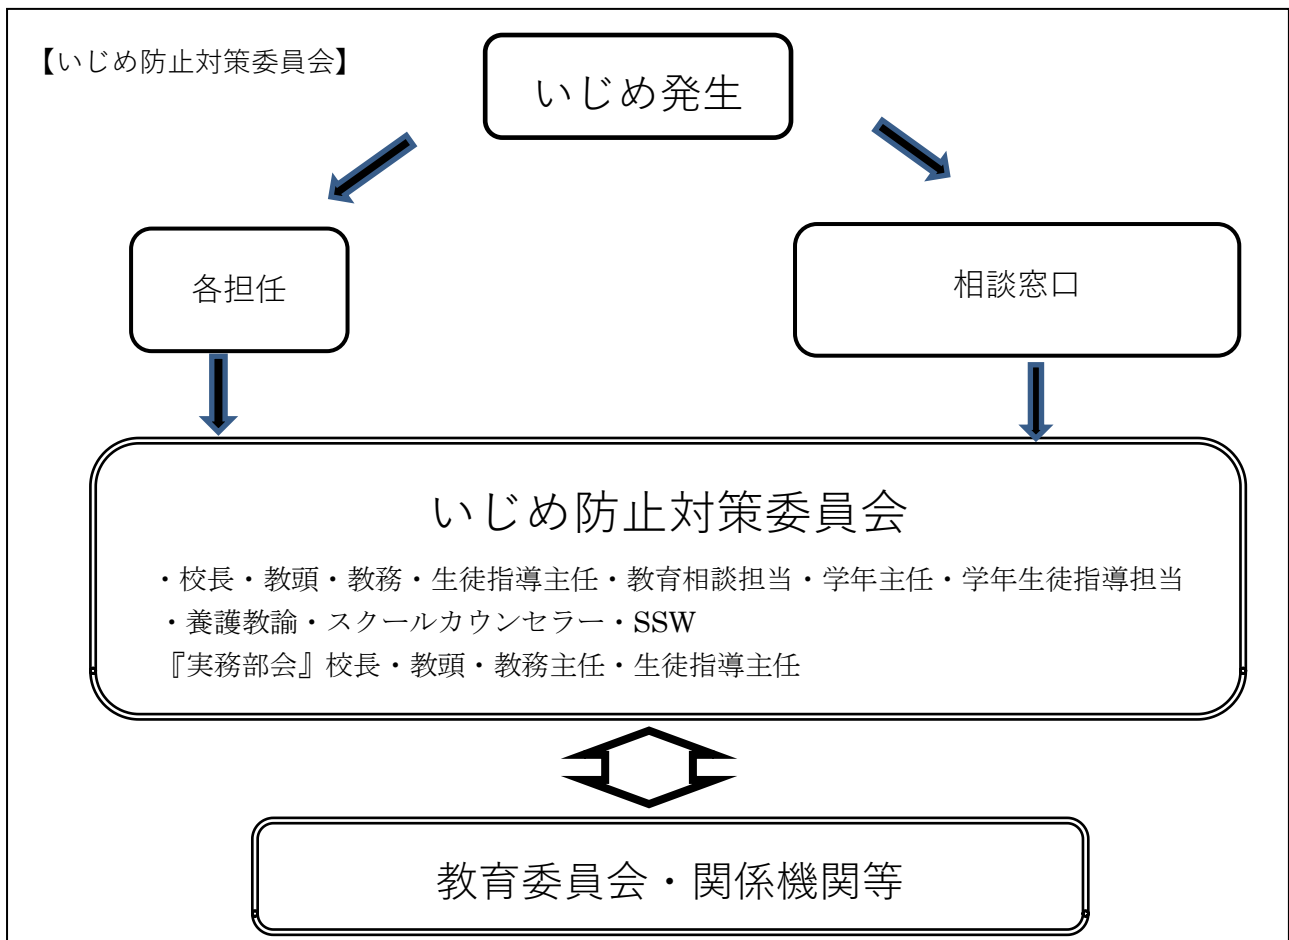 【いじめ防止対策委員会】
いじめ発生
各担任
相談窓口
いじめ防止対策委員会
・校長・教頭・教務・生徒指導主任・教育相談担当・学年主任・学年生徒指導担当
・養護教諭・スクールカウンセラー・SSW
『実務部会』校長・教頭・教務主任・生徒指導主任
教育委員会・関係機関等